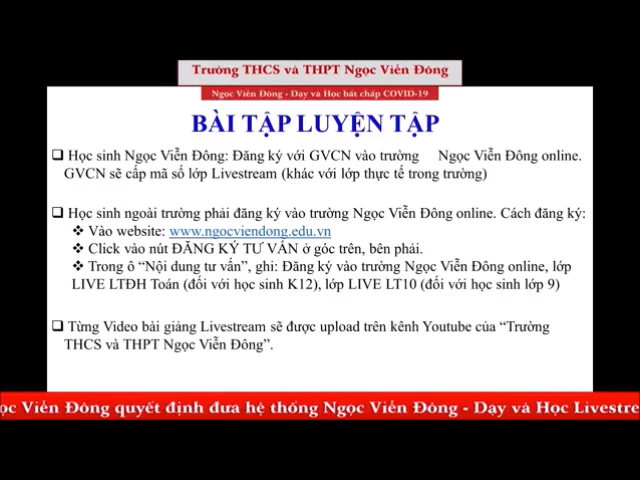 Trường THCS và THPT Ngọc Viễn Đông
Ngọc Viễn Đông - Dạy và Học bất chấp COVID-19
BÀI TẬP LUYỆN TẬP
❑ Học sinh Ngọc Viễn Đông: Đăng ký với GVCN vào trường Ngọc Viễn Đông online.
GVCN sẽ cấp mã số lớp Livestream (khác với lớp thực tế trong trường)
❑ Học sinh ngoài trường phải đăng ký vào trường Ngọc Viễn Đông online. Cách đăng ký:
❖ Vào website: www.ngocviendong.edu.vn
❖ Click vào nút ĐĂNG KÝ TƯ VẤN ở góc trên, bên phải.
❖ Trong ô “Nội dung tư vấn”, ghi: Đăng ký vào trường Ngọc Viễn Đông online, lớp
LIVE LTĐH Toán (đối với học sinh K12), lớp LIVE LT10 (đối với học sinh lớp 9)
❑ Từng Video bài giảng Livestream sẽ được upload trên kênh Youtube của “Trường
THCS và THPT Ngọc Viễn Đông”.
ọc Viễn Đông quyết định đưa hệ thống Ngọc Viễn Đông - Dạy và Học Livestre